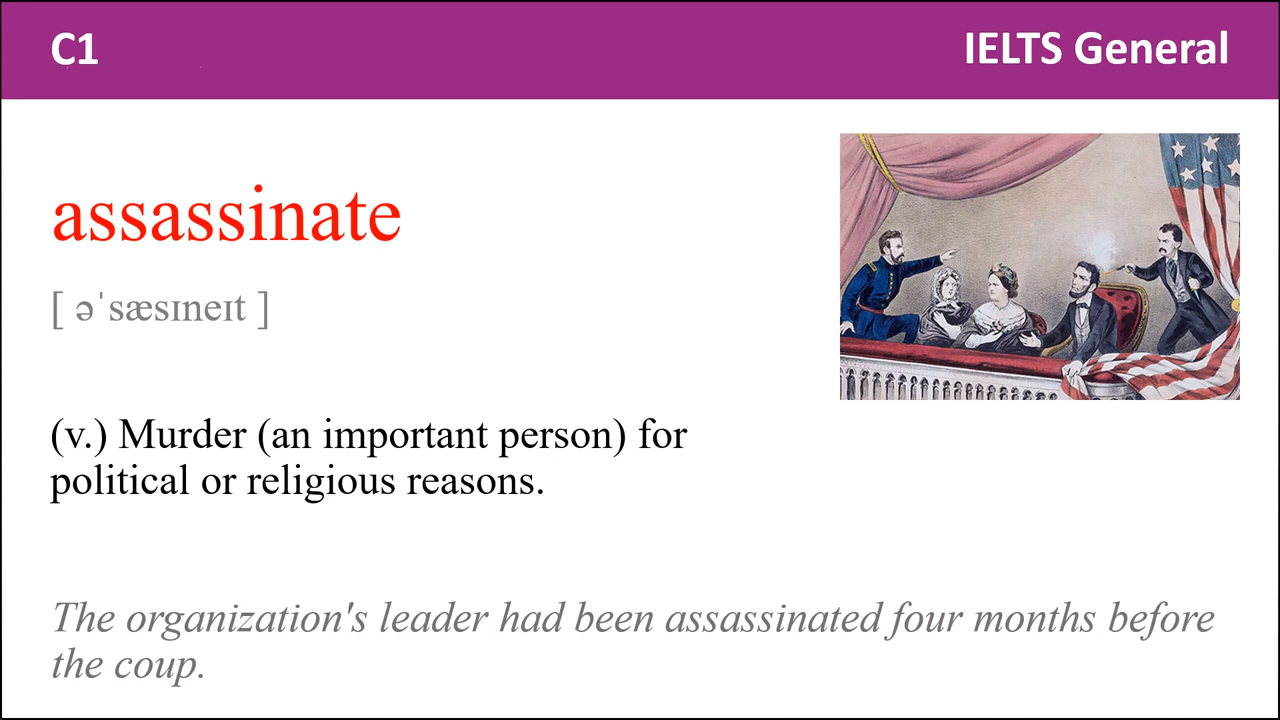 C1
IELTS General
assassinate
[ əˈsæsɪneɪt ]
(v.) Murder (an important person) for
political or religious reasons.
The organization's leader had been assassinated four months before
the coup.